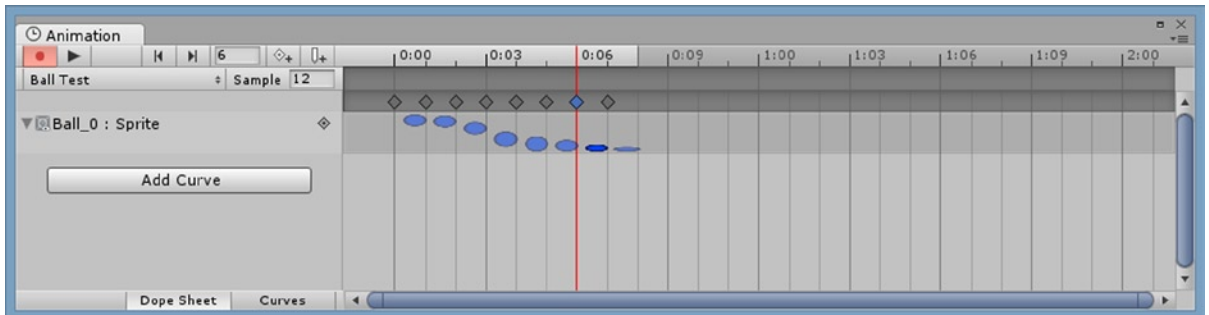 Animation
6 0:00 0:03 0:06 0:09 1:00 1:03 1:06 1:09 2:00
Ball Test Sample 12
Ball_0 : Sprite
Add Curve
Dope Sheet Curves